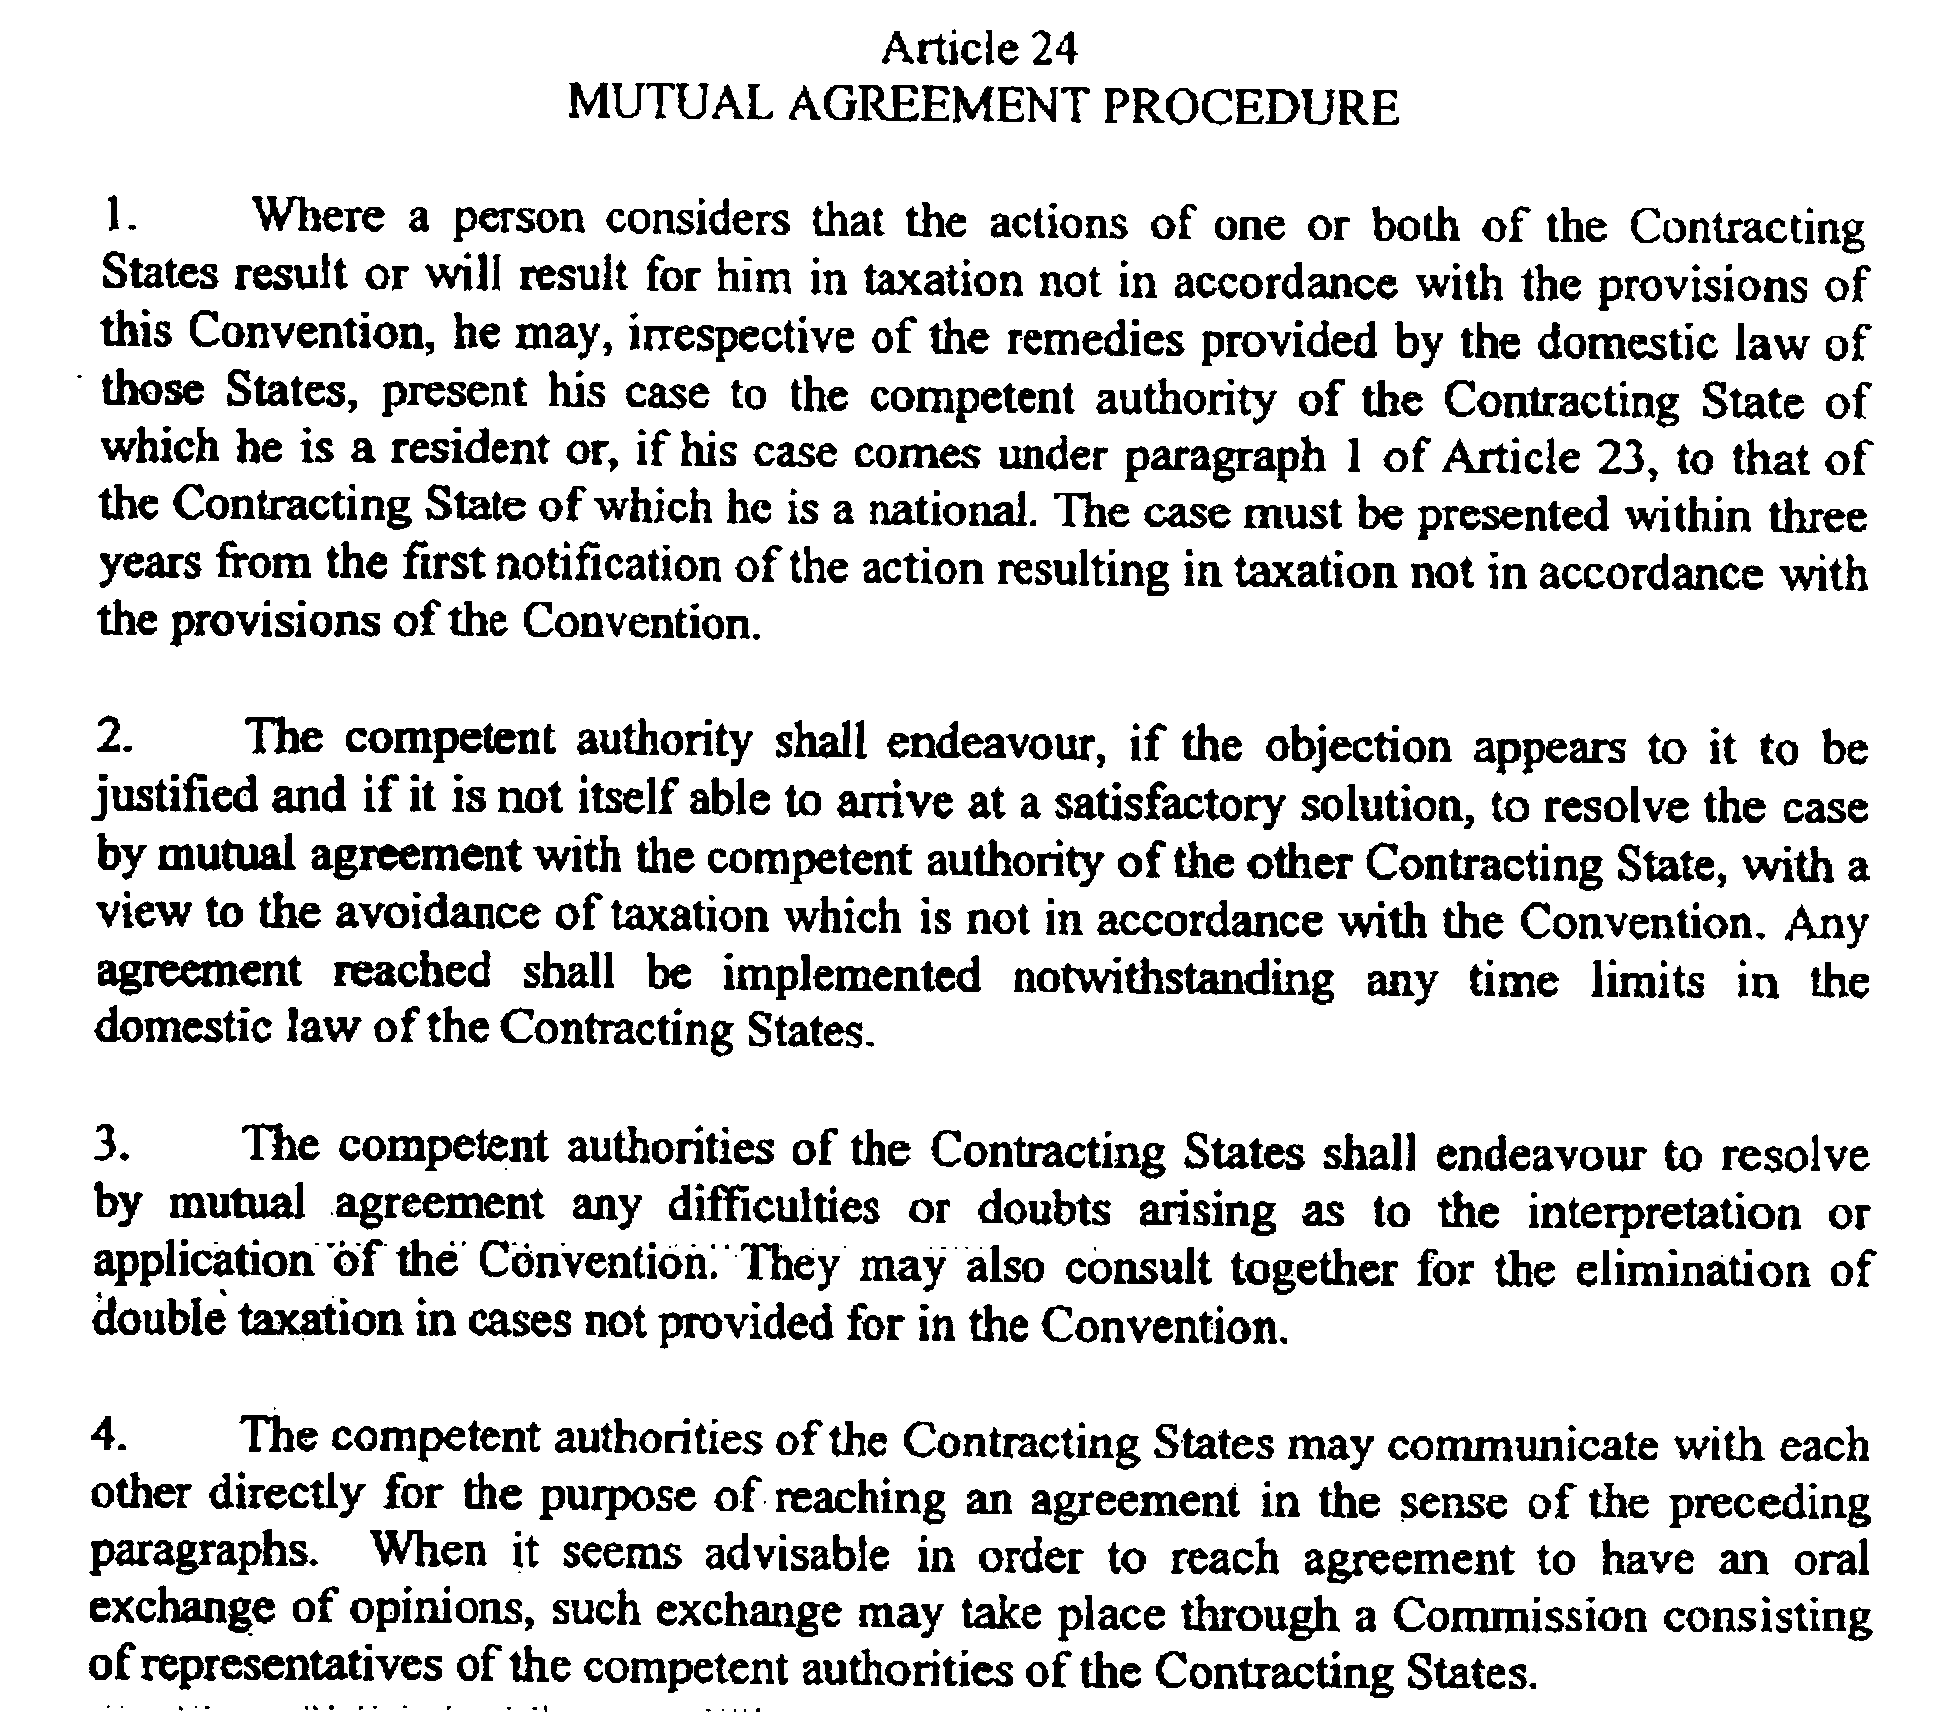 Article 24
MUTUAL AGREEMENT PROCEDURE
1. Where a person considers that the actions of one or both of the Contracting
States result or will result for him in taxation not in accordance with the provisions of
this Convention, he may, irrespective of the remedies provided by the domestic law of
those States, present his case to the competent authority of the Contracting State of
which he is a resident or, if his case comes under paragraph 1 of Article 23, to that of
the Contracting State of which he is a national. The case must be presented within three
years from the first notification of the action resulting in taxation not in accordance with
the provisions of the Convention.
2. The competent authority shall endeavour, if the objection appears to it to be
justified and if it is not itself able to arrive at a satisfactory solution, to resolve the case
by mutual agreement with the competent authority of the other Contracting State, with a
view to the avoidance of taxation which is not in accordance with the Convention. Any
agreement reached shall be implemented notwithstanding any time limits in the
domestic law of the Contracting States.
3. The competent authorities of the Contracting States shall endeavour to resolve
by mutual agreement any difficulties or doubts arising as to the interpretation or
application of the Convention. They may also consult together for the elimination of
double taxation in cases not provided for in the Convention.
4. The competent authorities of the Contracting States may communicate with each
other directly for the purpose of reaching an agreement in the sense of the preceding
paragraphs. When it seems advisable in order to reach agreement to have an oral
exchange of opinions, such exchange may take place through a Commission consisting
of representatives of the competent authorities of the Contracting States.